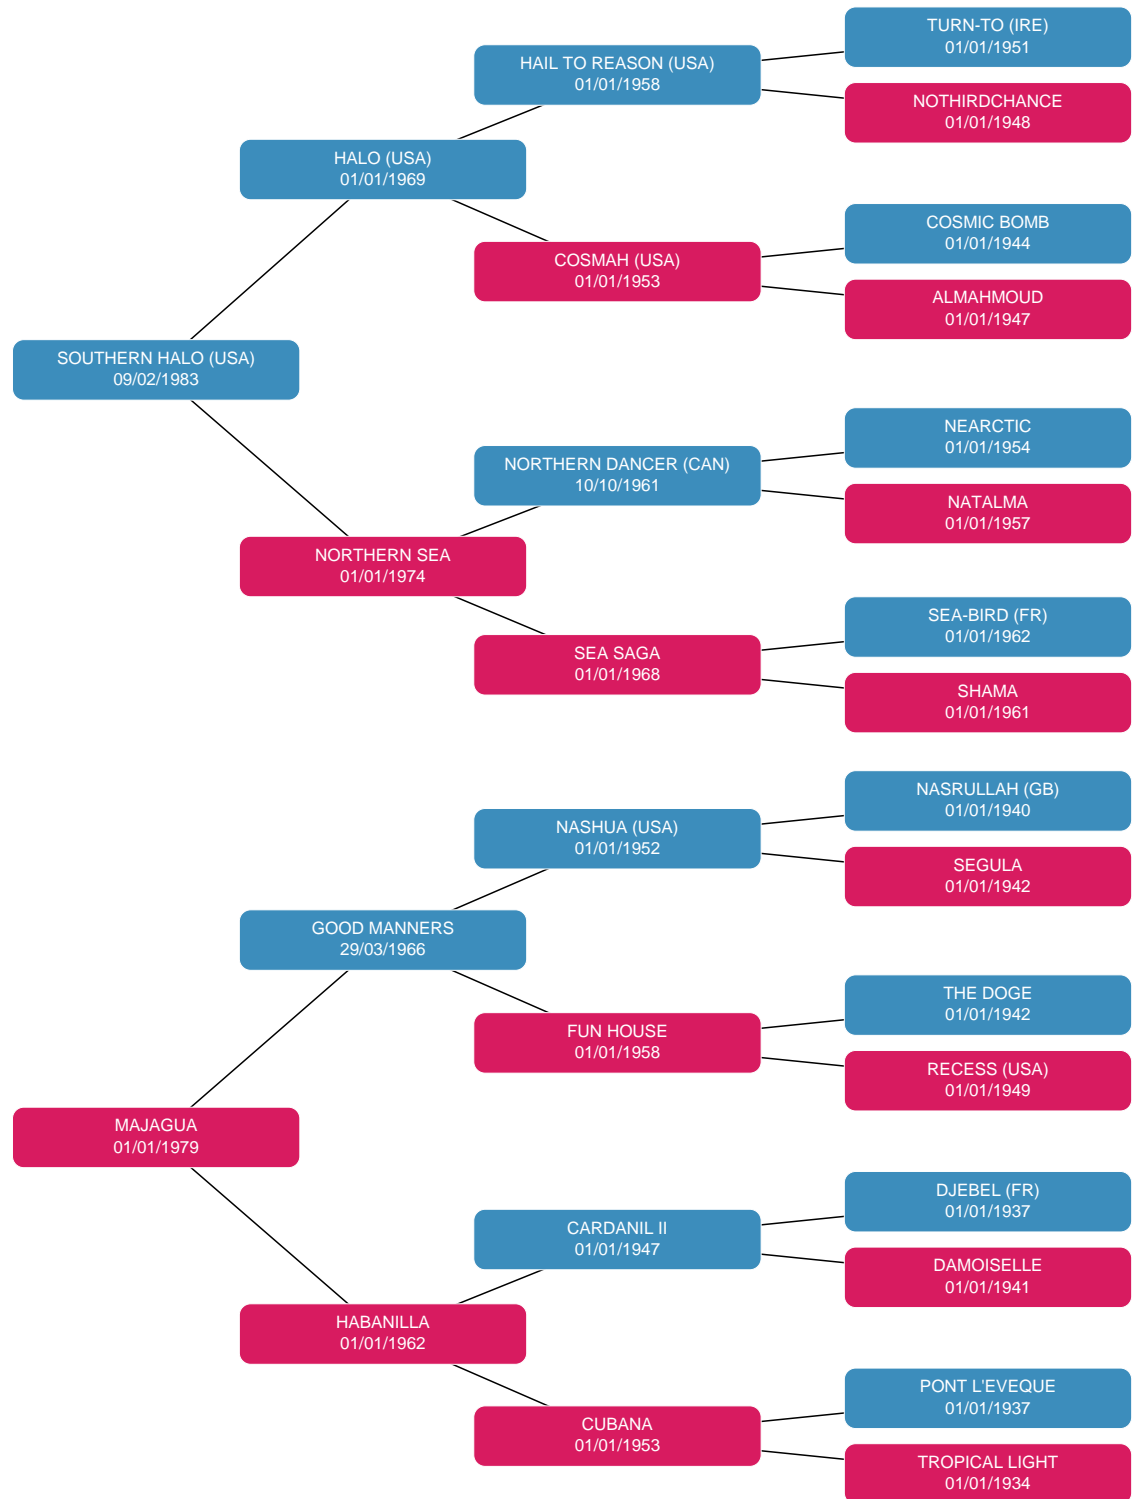 TURN-TO (IRE)
01/01/1951
HAIL TO REASON (USA)
01/01/1958
NOTHIRDCHANCE
01/01/1948
HALO (USA)
01/01/1969
COSMIC BOMB
01/01/1944
COSMAH (USA)
01/01/1953
ALMAHMOUD
01/01/1947
SOUTHERN HALO (USA)
09/02/1983
NEARCTIC
01/01/1954
NORTHERN DANCER (CAN)
10/10/1961
NATALMA
01/01/1957
NORTHERN SEA
01/01/1974
SEA-BIRD (FR)
01/01/1962
SEA SAGA
01/01/1968
SHAMA
01/01/1961
NASRULLAH (GB)
01/01/1940
NASHUA (USA)
01/01/1952
SEGULA
01/01/1942
GOOD MANNERS
29/03/1966
THE DOGE
01/01/1942
FUN HOUSE
01/01/1958
RECESS (USA)
01/01/1949
MAJAGUA
01/01/1979
DJEBEL (FR)
01/01/1937
CARDANIL II
01/01/1947
DAMOISELLE
01/01/1941
HABANILLA
01/01/1962
PONT L'EVEQUE
01/01/1937
CUBANA
01/01/1953
TROPICAL LIGHT
01/01/1934